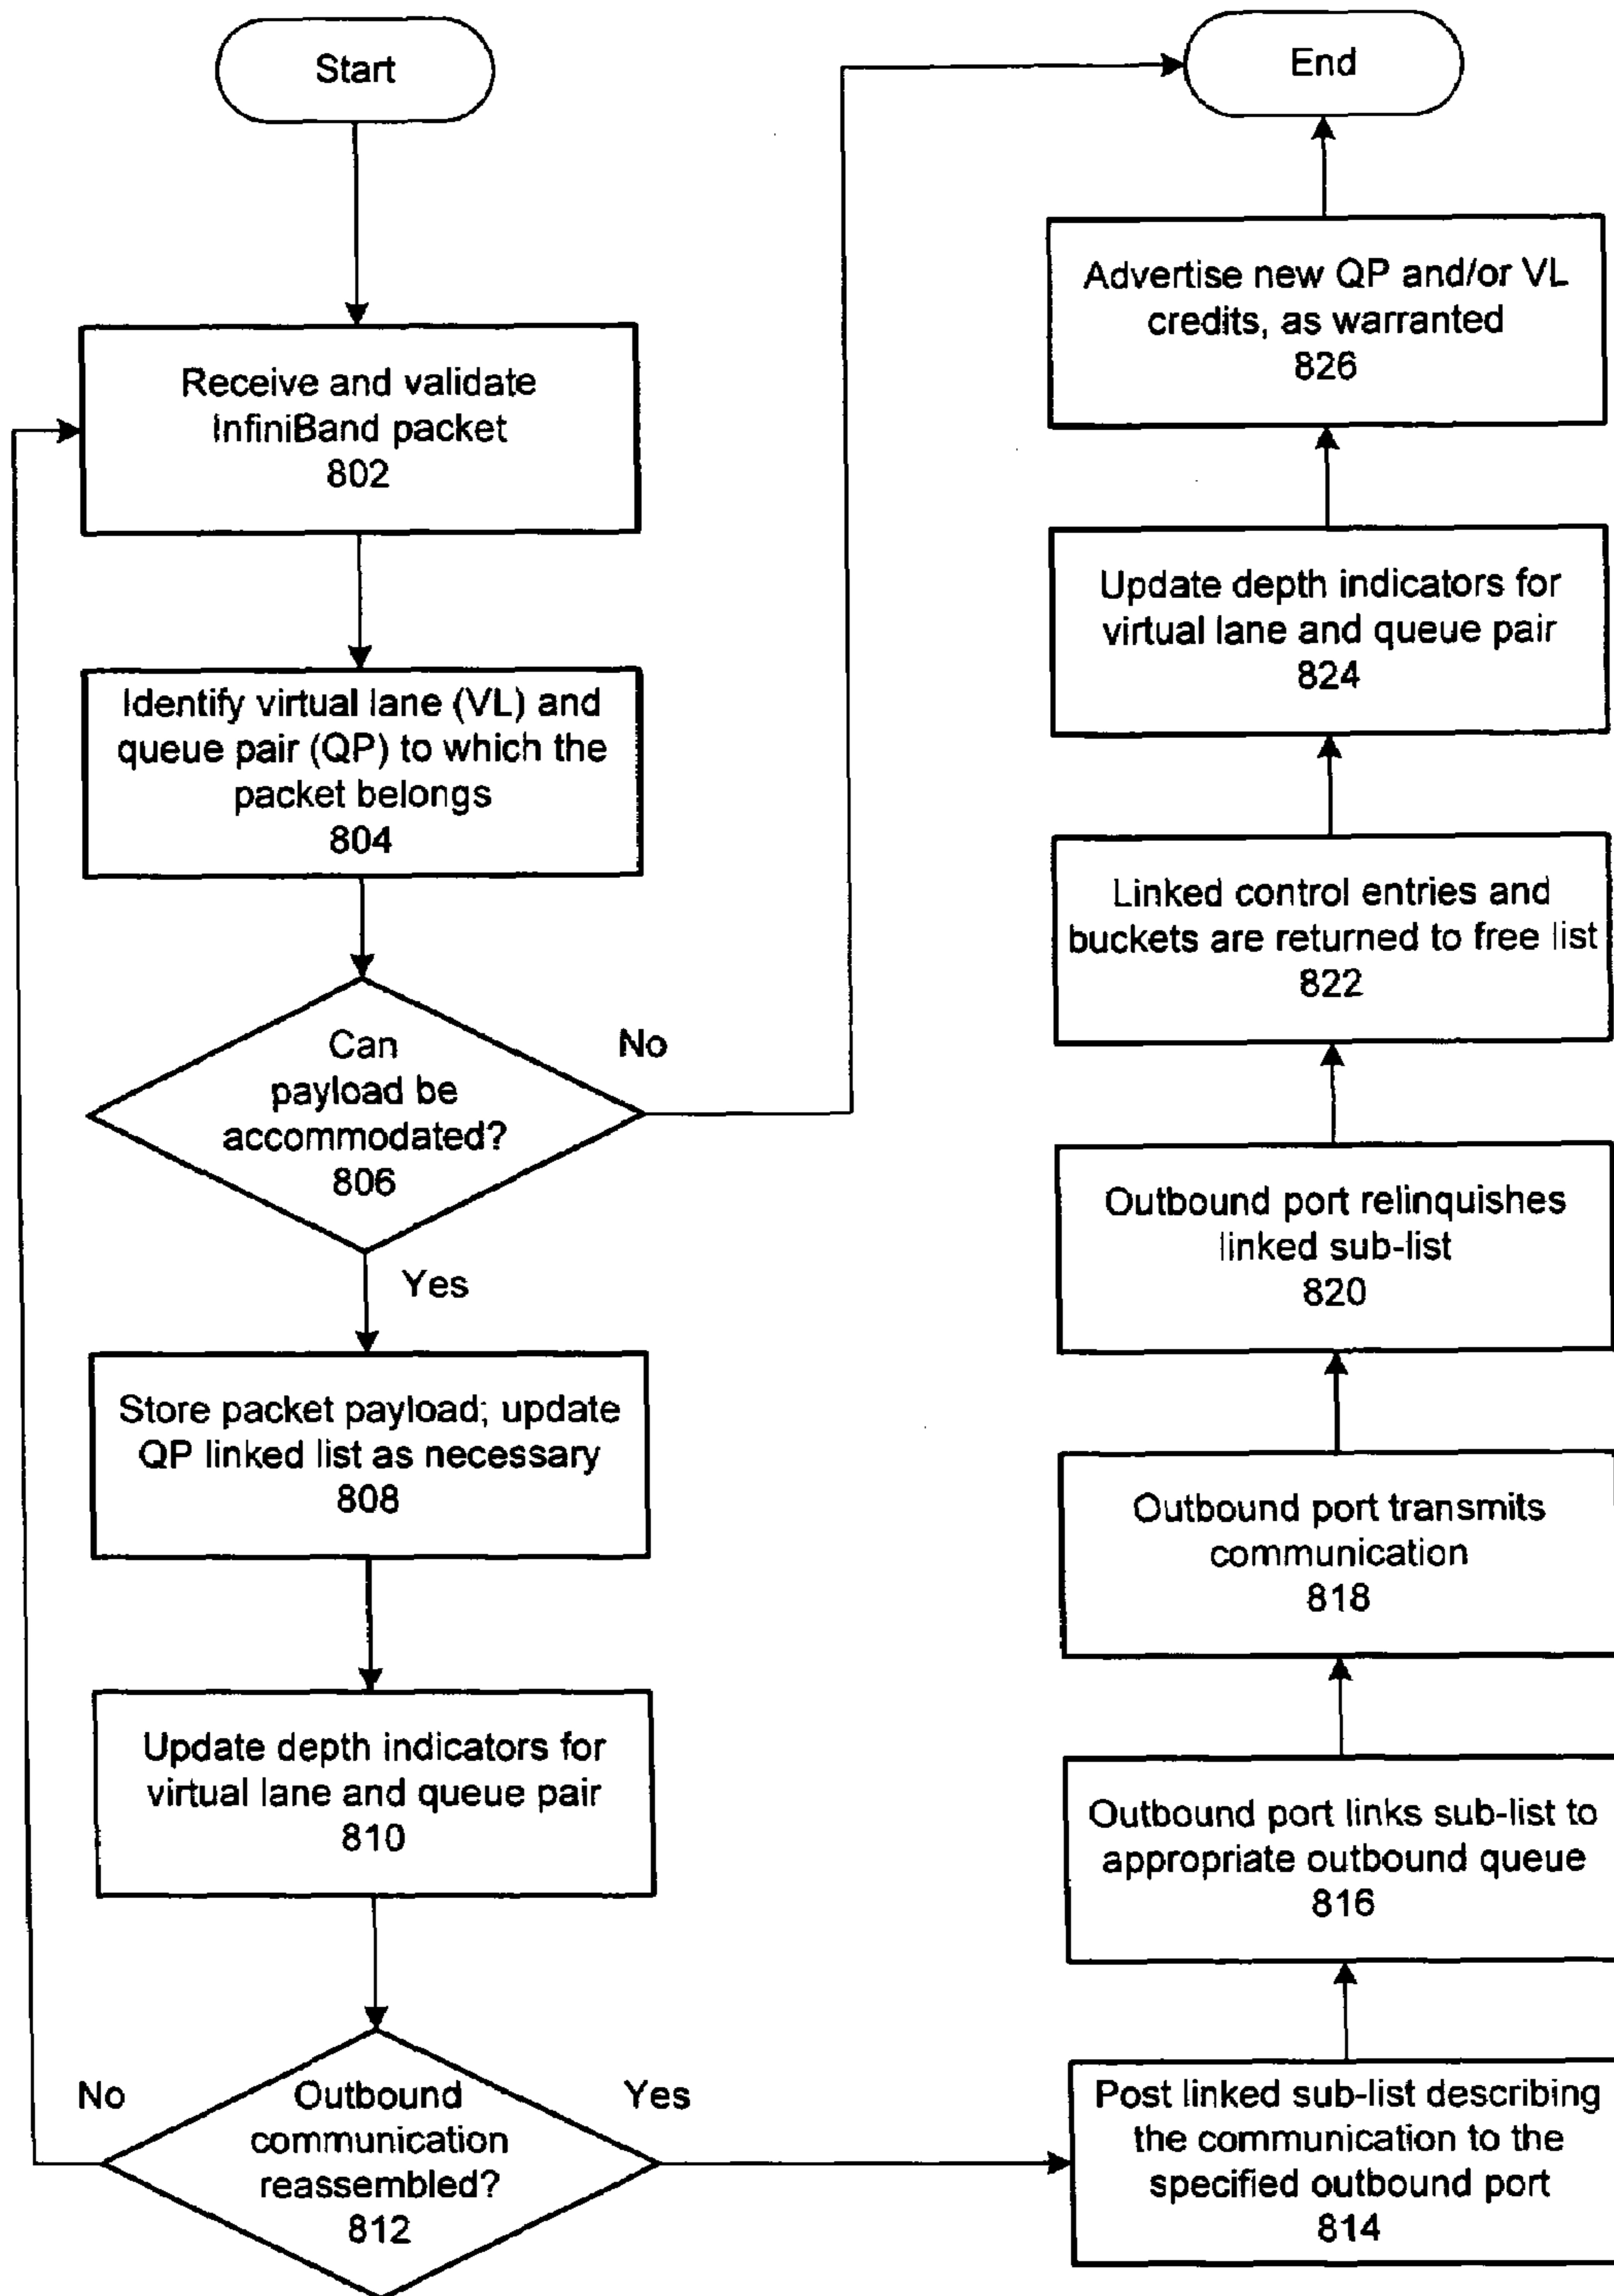 Start
Receive and validate
InfiniBand packet
802
Identify virtual lane (VL) and
queue pair (QP) to which the
packet belongs
804
Can
payload be
accommodated?
806
No
Yes
Store packet payload; update
QP linked list as necessary
808
Update depth indicators for
virtual lane and queue pair
810
No
Outbound
communication
reassembled?
812
Yes
End
Advertise new QP and/or VL
credits, as warranted
826
Update depth indicators for
virtual lane and queue pair
824
Linked control entries and
buckets are returned to free list
822
Outbound port relinquishes
linked sub-list
820
Outbound port transmits
communication
818
Outbound port links sub-list to
appropriate outbound queue
816
Post linked sub-list describing
the communication to the
specified outbound port
814